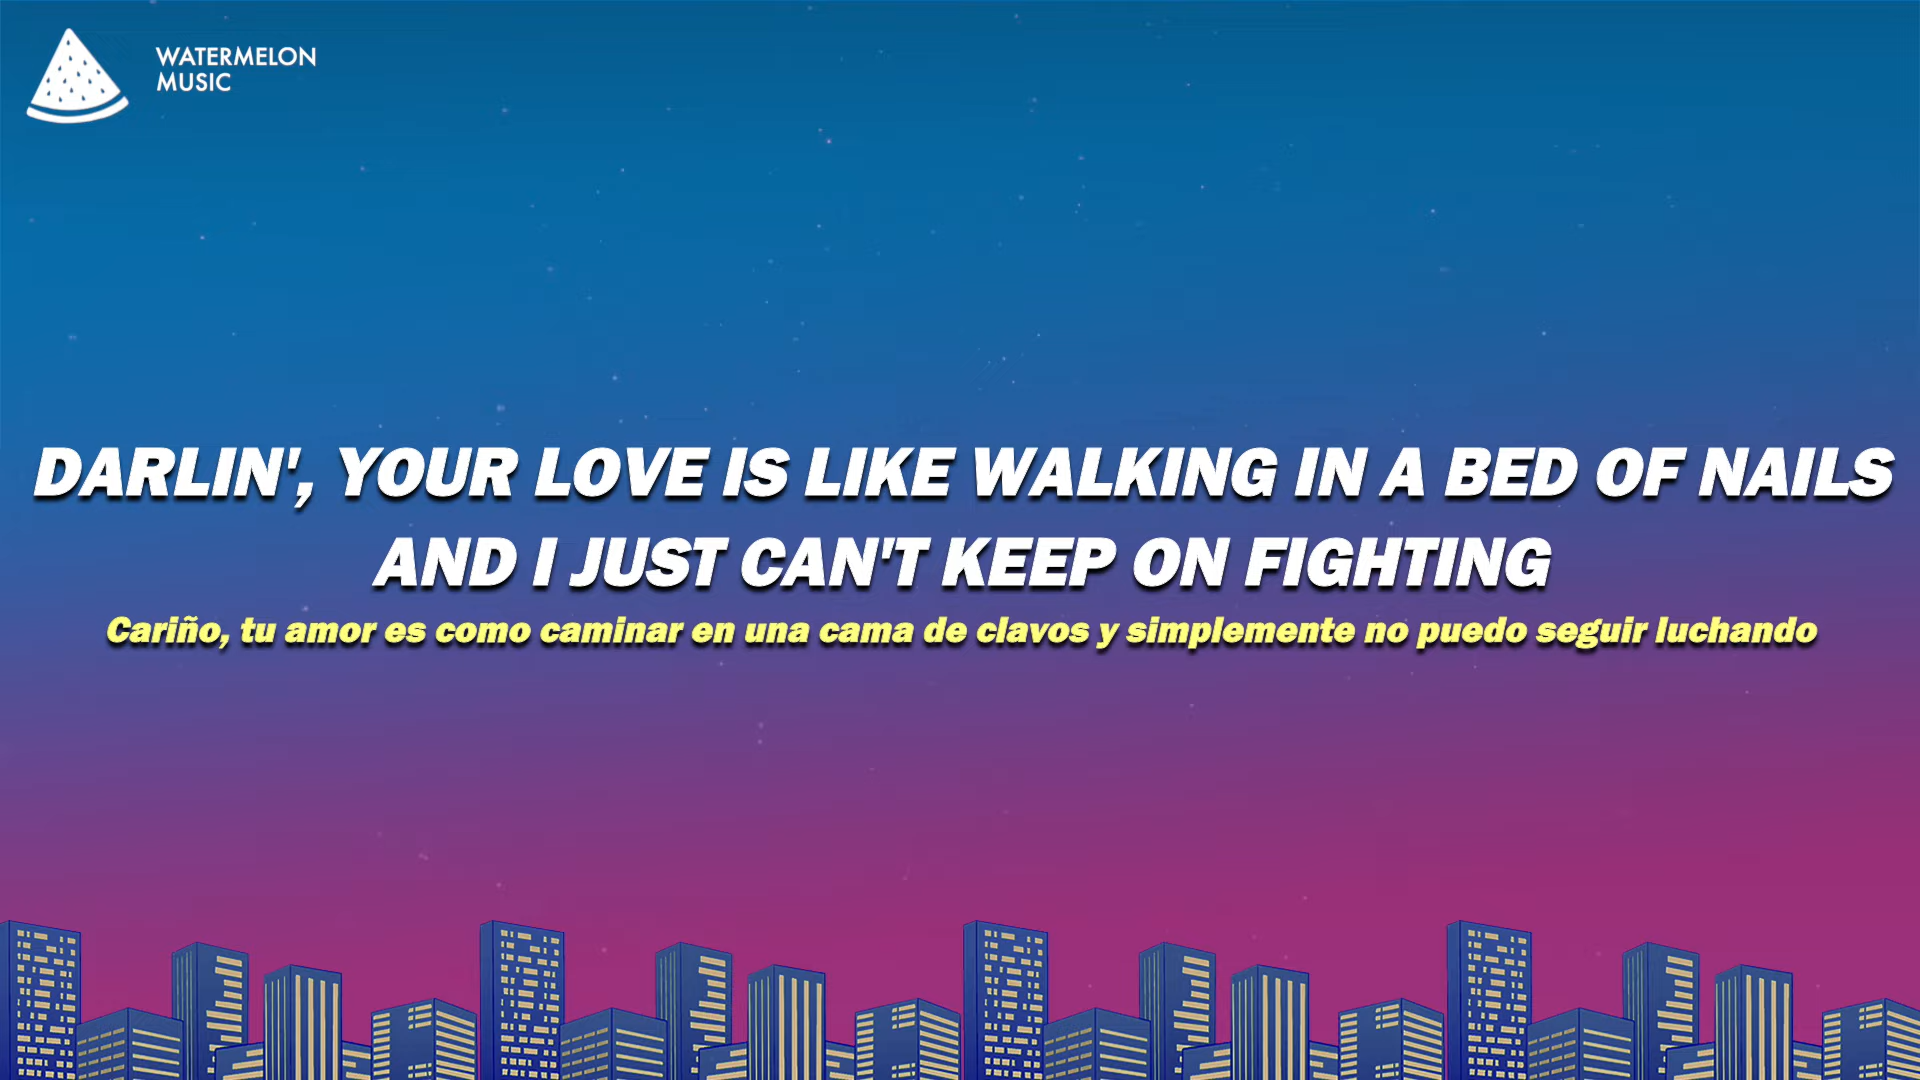 WATERMELON
MUSIC
DARLIN', YOUR LOVE IS LIKE WALKING IN A BED OF NAILS
AND I JUST CAN'T KEEP ON FIGHTING
Cariño, tu amor es como caminar en una cama de clavos y simplemente no puedo seguir luchando